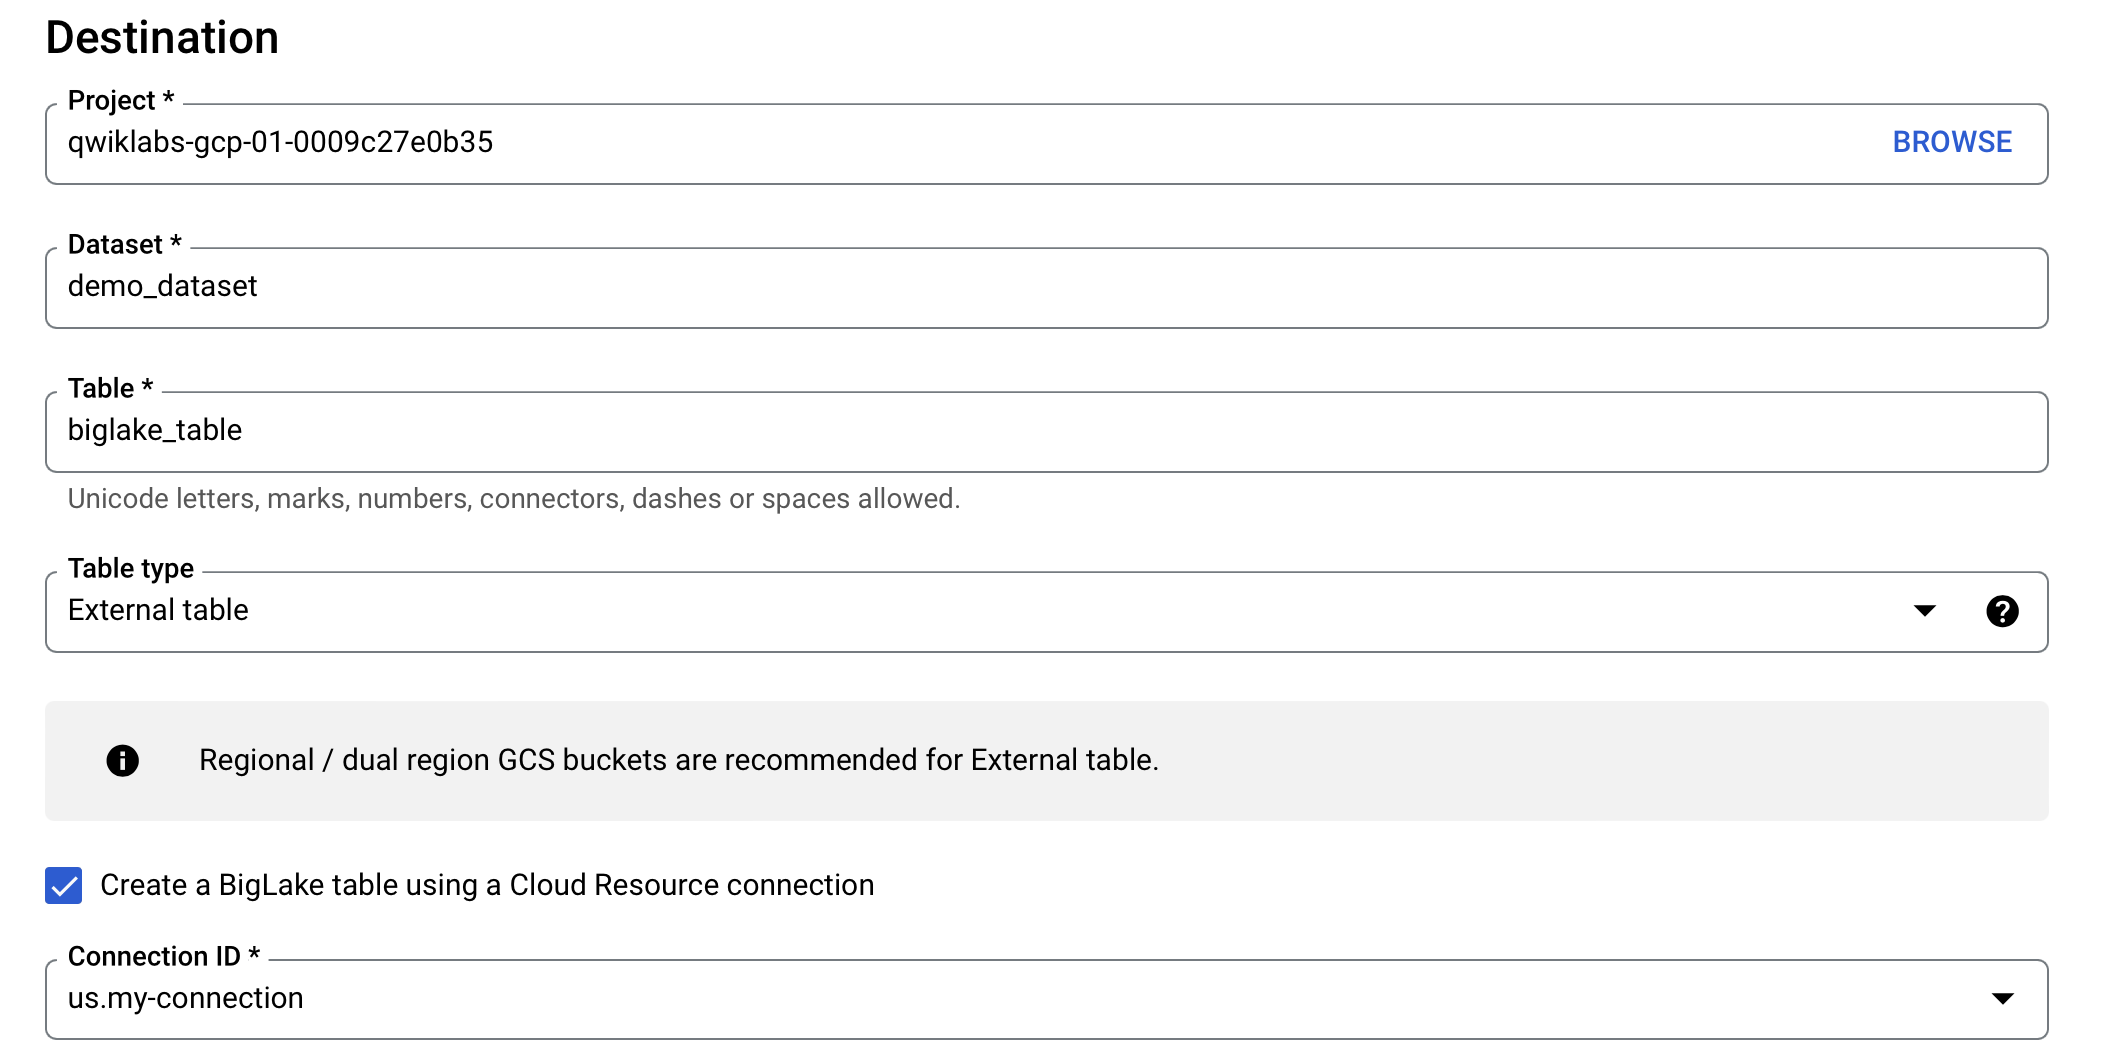 Destination
Project *
qwiklabs-gcp-01-0009c27e0b35
BROWSE
Dataset *
demo_dataset
Table *
biglake_table
Unicode letters, marks, numbers, connectors, dashes or spaces allowed.
Table type
External table
Regional / dual region GCS buckets are recommended for External table.
Create a BigLake table using a Cloud Resource connection
Connection ID *
us.my-connection